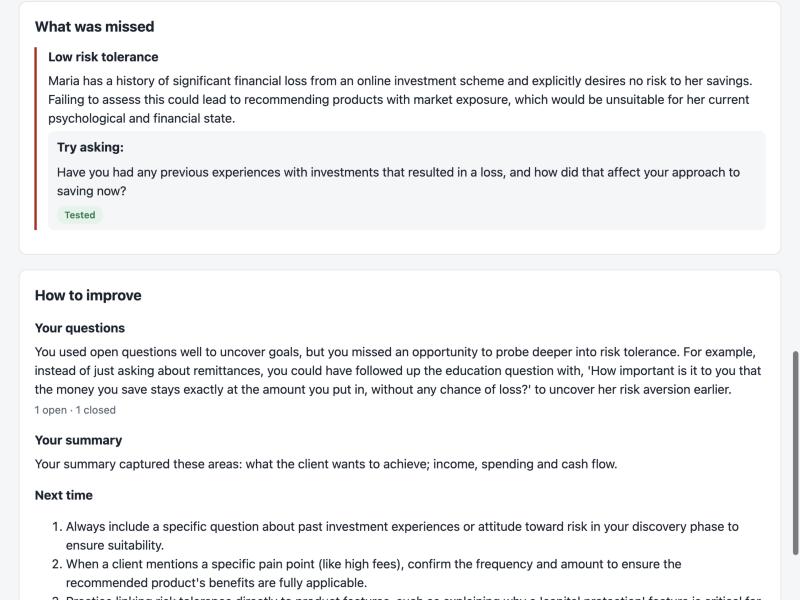 What was missed
Low risk tolerance
Maria has a history of significant financial loss from an online investment scheme and explicitly desires no risk to her savings.
Failing to assess this could lead to recommending products with market exposure, which would be unsuitable for her current
psychological and financial state.
Try asking:
Have you had any previous experiences with investments that resulted in a loss, and how did that affect your approach to
saving now?
Tested
How to improve
Your questions
You used open questions well to uncover goals, but you missed an opportunity to probe deeper into risk tolerance. For example,
instead of just asking about remittances, you could have followed up the education question with, 'How important is it to you that
the money you save stays exactly at the amount you put in, without any chance of loss?' to uncover her risk aversion earlier.
1 open · 1 closed
Your summary
Your summary captured these areas: what the client wants to achieve; income, spending and cash flow.
Next time
1. Always include a specific question about past investment experiences or attitude toward risk in your discovery phase to
ensure suitability.
2. When a client mentions a specific pain point (like high fees), confirm the frequency and amount to ensure the
recommended product's benefits are fully applicable.